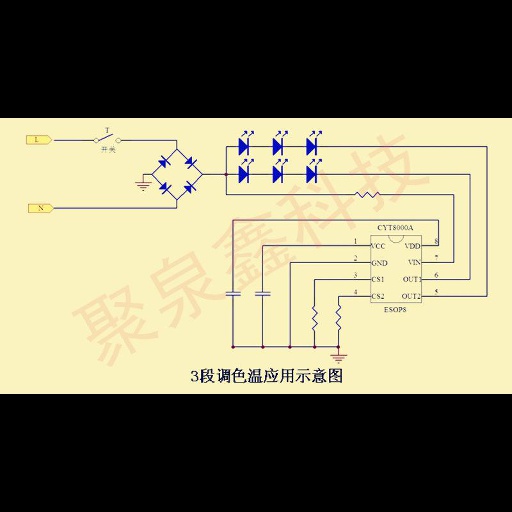 T
L
开关
N
CYT8000A
1 VCC VDD 8
2 GND VIN 7
3 CS1 OUT1 6
4 CS2 OUT2 5
ESOP8
聚泉鑫科技
3段调色温应用示意图